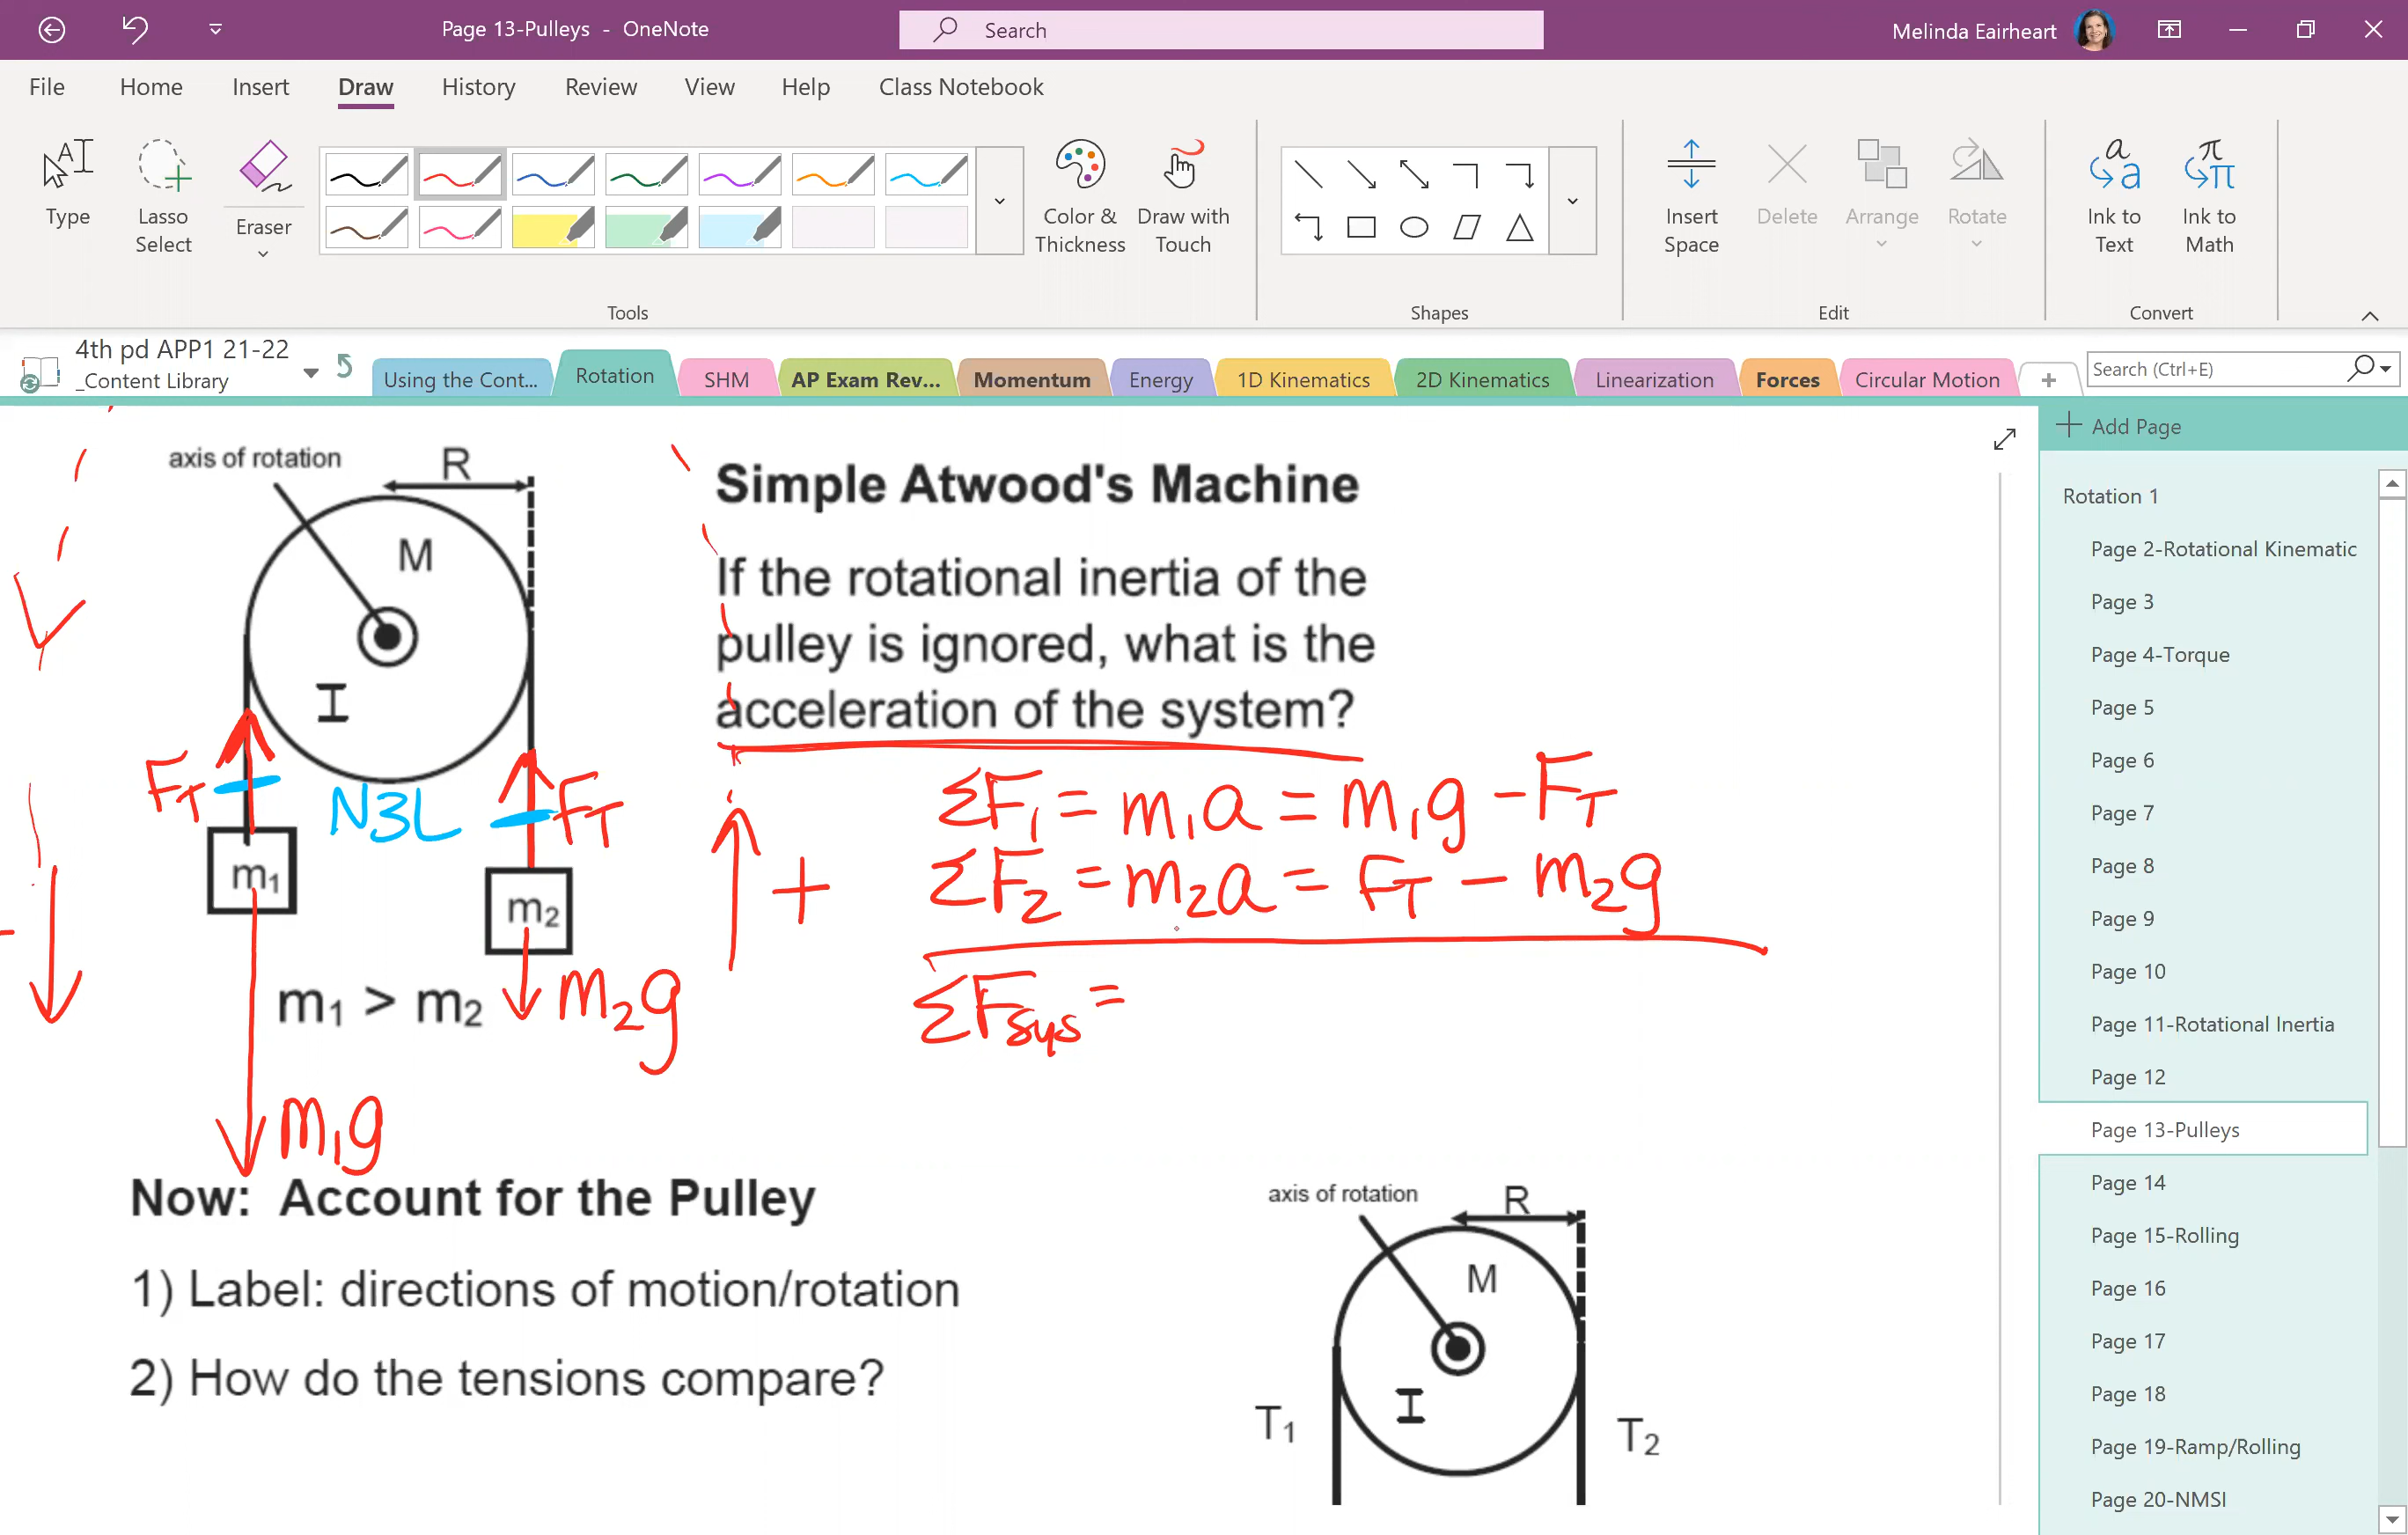 Page 13-Pulleys - OneNote
Search
Melinda Eairheart
File Home Insert Draw History Review View Help Class Notebook
Type
Lasso Select
Eraser
Color & Thickness
Draw with Touch
Insert Space
Delete
Arrange
Rotate
Ink to Text
Ink to Math
Tools
Shapes
Edit
Convert
4th pd APP1 21-22
_Content Library
Using the Cont...
Rotation
SHM
AP Exam Rev...
Momentum
Energy
1D Kinematics
2D Kinematics
Linearization
Forces
Circular Motion
Search (Ctrl+E)
axis of rotation
R
M
I
F_T
N3L
F_T
m₁
m₂
m₁ > m₂
m₂g
m₁g
Simple Atwood's Machine
If the rotational inertia of the
pulley is ignored, what is the
acceleration of the system?
ΣF₁ = m₁a = m₁g - F_T
+ ΣF₂ = m₂a = F_T - m₂g
ΣF_sys =
Now: Account for the Pulley
1) Label: directions of motion/rotation
2) How do the tensions compare?
axis of rotation
R
M
I
T₁
T₂
Add Page
Rotation 1
Page 2-Rotational Kinematic
Page 3
Page 4-Torque
Page 5
Page 6
Page 7
Page 8
Page 9
Page 10
Page 11-Rotational Inertia
Page 12
Page 13-Pulleys
Page 14
Page 15-Rolling
Page 16
Page 17
Page 18
Page 19-Ramp/Rolling
Page 20-NMSI